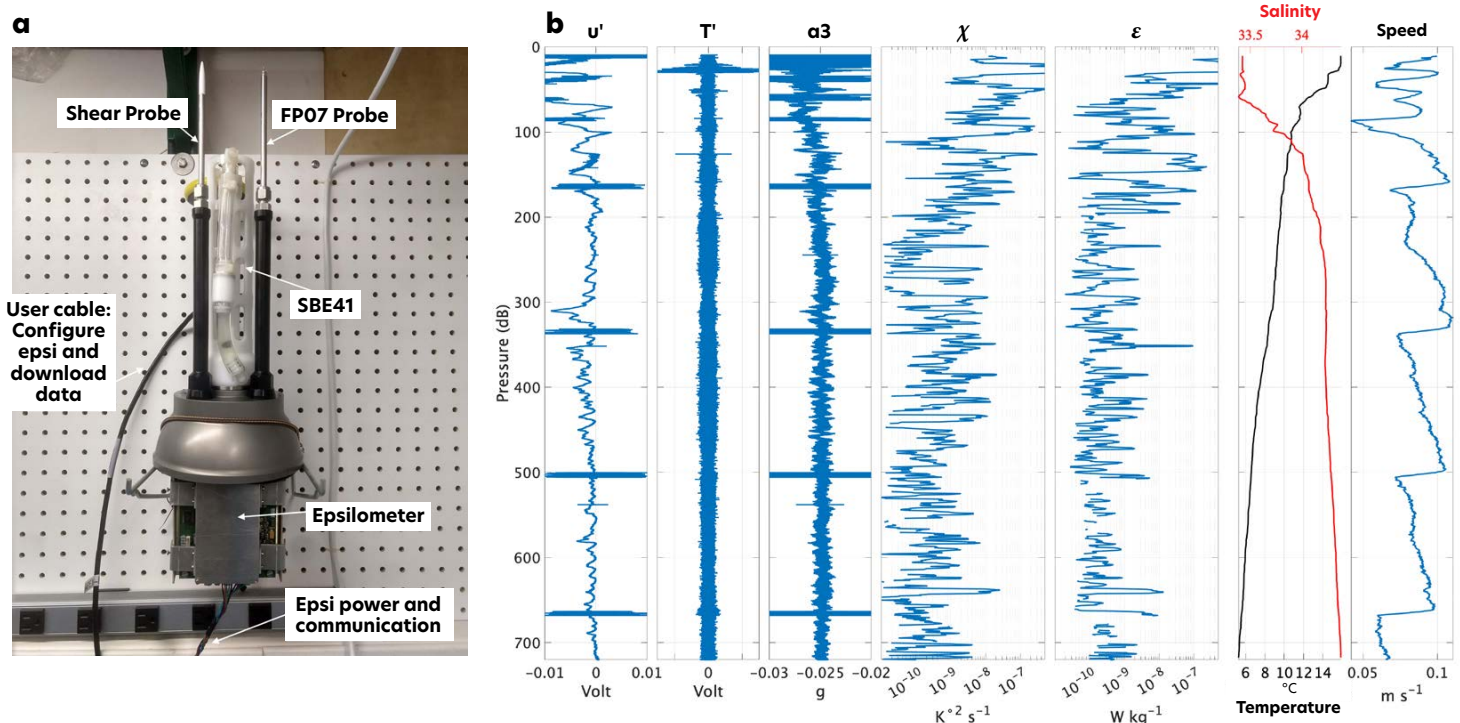 a
Shear Probe
FP07 Probe
SBE41
User cable:
Configure
epsi and
download
data
Epsilometer
Epsi power and
communication
b
u'
T'
a3
χ
ε
Salinity
33.5 34
Speed
Pressure (dB)
0
100
200
300
400
500
600
700
−0.01 0 0.01
Volt
0
Volt
−0.03 −0.025 −0.02
g
10⁻¹⁰ 10⁻⁹ 10⁻⁸ 10⁻⁷
K°² s⁻¹
10⁻¹⁰ 10⁻⁹ 10⁻⁸ 10⁻⁷
W kg⁻¹
6 8 10 12 14
°C
Temperature
0.05 0.1
m s⁻¹